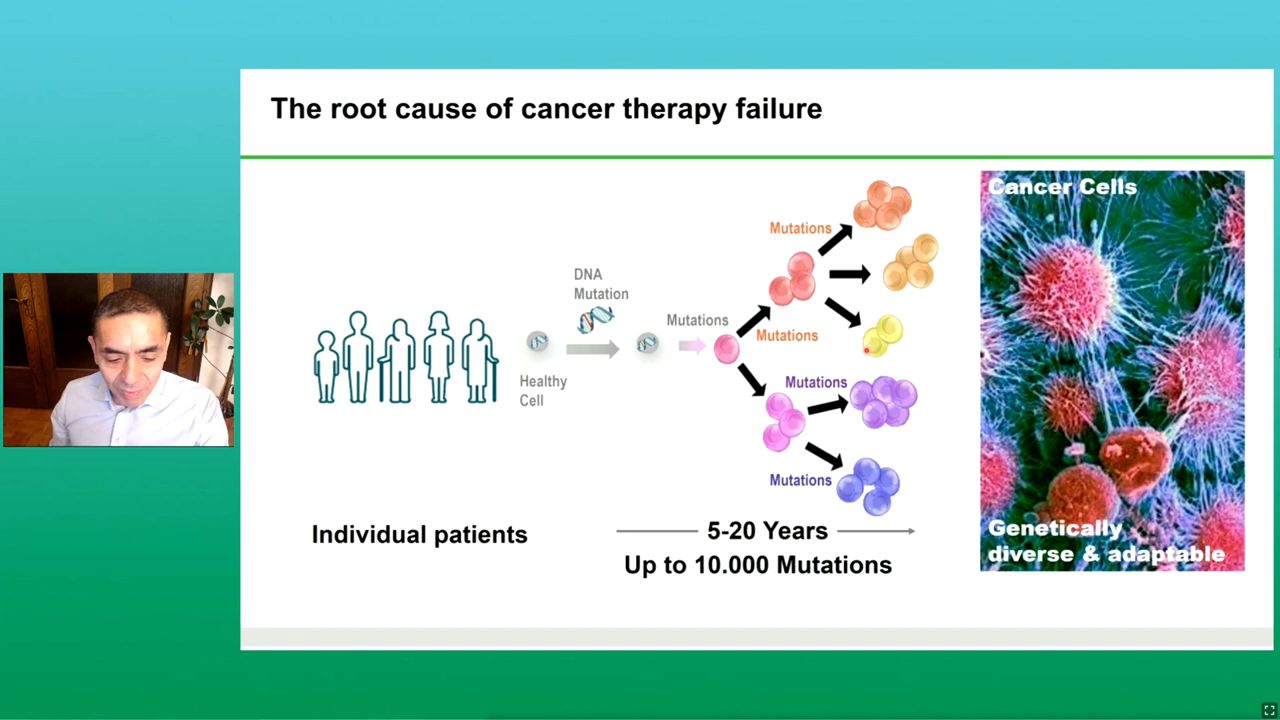 The root cause of cancer therapy failure
Cancer Cells
Mutations
DNA
Mutation
Mutations
Mutations
Healthy
Cell
Mutations
Mutations
Individual patients
5-20 Years
Up to 10.000 Mutations
Genetically
diverse & adaptable